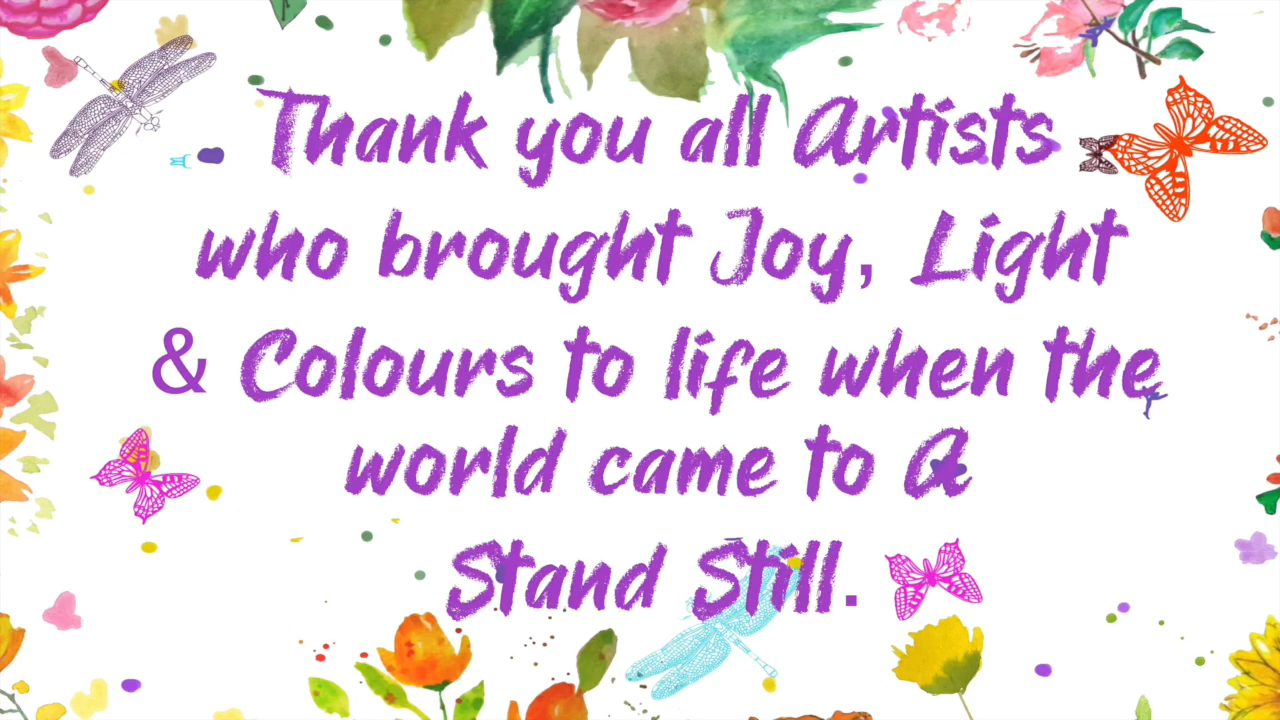 Thank you all Artists
who brought Joy, Light
& Colours to life when the
world came to A
Stand Still.